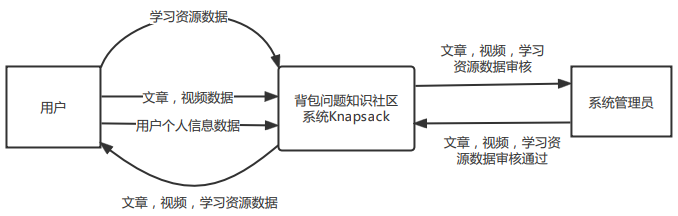 学习资源数据
用户
文章，视频数据
用户个人信息数据
文章，视频，学习资源数据
背包问题知识社区
系统Knapsack
文章，视频，学习
资源数据审核
文章，视频，学习资
源数据审核通过
系统管理员